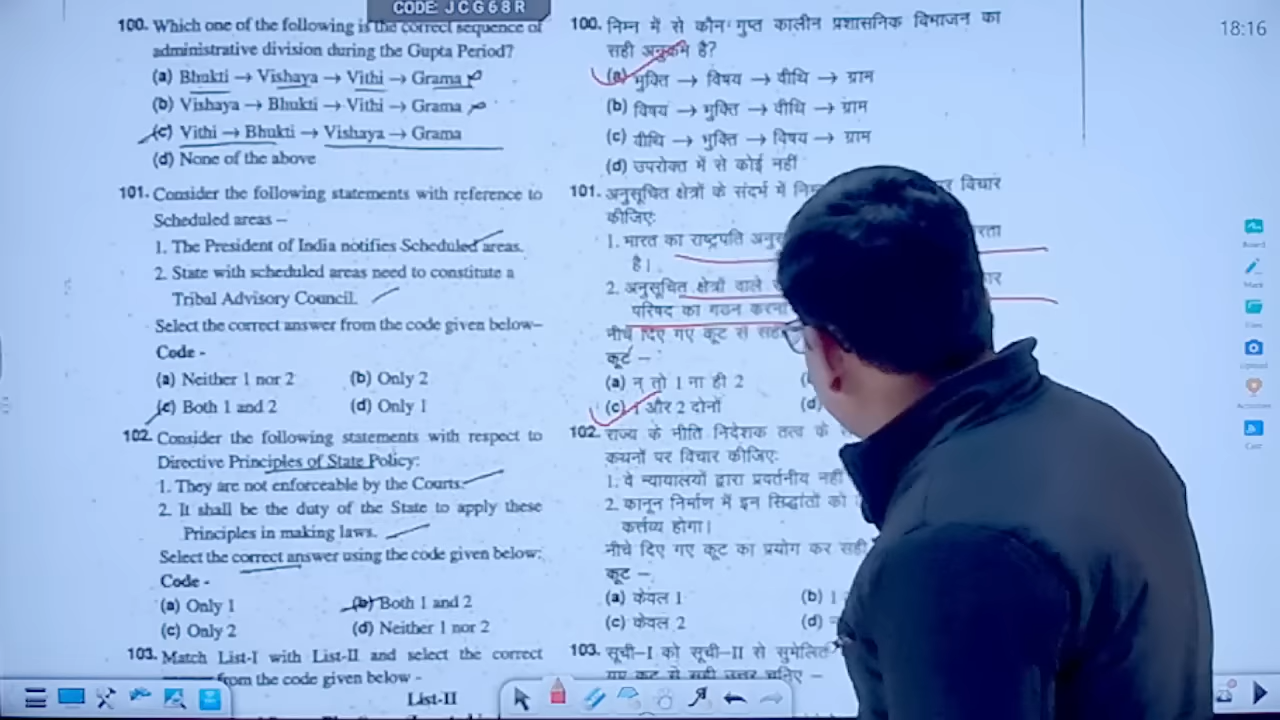 CODE: J C G 6 8 R
18:16
100. Which one of the following is the correct sequence of
administrative division during the Gupta Period?
(a) Bhukti → Vishaya → Vithi → Grama
(b) Vishaya → Bhukti → Vithi → Grama
(c) Vithi → Bhukti → Vishaya → Grama
(d) None of the above
101. Consider the following statements with reference to
Scheduled areas –
1. The President of India notifies Scheduled areas.
2. State with scheduled areas need to constitute a
Tribal Advisory Council.
Select the correct answer from the code given below–
Code -
(a) Neither 1 nor 2 (b) Only 2
(c) Both 1 and 2 (d) Only 1
102. Consider the following statements with respect to
Directive Principles of State Policy:
1. They are not enforceable by the Courts.
2. It shall be the duty of the State to apply these
Principles in making laws.
Select the correct answer using the code given below:
Code -
(a) Only 1 (b) Both 1 and 2
(c) Only 2 (d) Neither 1 nor 2
103. Match List-I with List-II and select the correct
from the code given below -
List-II
100. निम्न में से कौन गुप्त कालीन प्रशासनिक विभाजन का
सही अनुक्रम है?
(a) भुक्ति → विषय → वीथि → ग्राम
(b) विषय → भुक्ति → वीथि → ग्राम
(c) वीथि → भुक्ति → विषय → ग्राम
(d) उपरोक्त में से कोई नहीं
101. अनुसूचित क्षेत्रों के संदर्भ में विचार
कीजिए:
1. भारत का राष्ट्रपति
है।
2. अनुसूचित क्षेत्रों वाले
परिषद का गठन करना
नीचे दिए गए कूट से
कूट –
(a) न तो 1 ना ही 2
(c) 1 और 2 दोनों (d)
102. राज्य के नीति निदेशक तत्व के
कथनों पर विचार कीजिए:
1. वे न्यायालयों द्वारा प्रवर्तनीय नहीं
2. कानून निर्माण में इन सिद्धांतों को
कर्त्तव्य होगा।
नीचे दिए गए कूट का प्रयोग कर सही
कूट –
(a) केवल 1 (b) 1
(c) केवल 2 (d)
103. सूची-I को सूची-II से सुमेलित
गए कूट से सही उत्तर चुनिए –